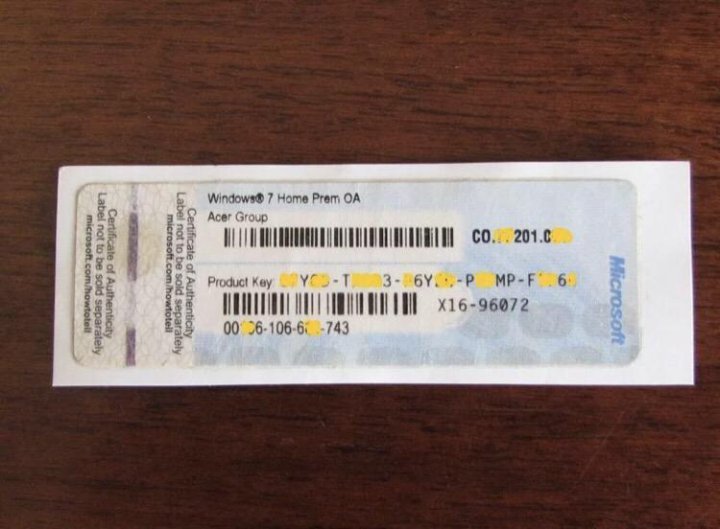 Certificate of Authenticity
Label not to be sold separately
microsoft.com/howtotell
Certificate of Authenticity
Label not to be sold separately
microsoft.com/howtotell
Windows® 7 Home Prem OA
Acer Group
Product Key:
X16-96072
Microsoft